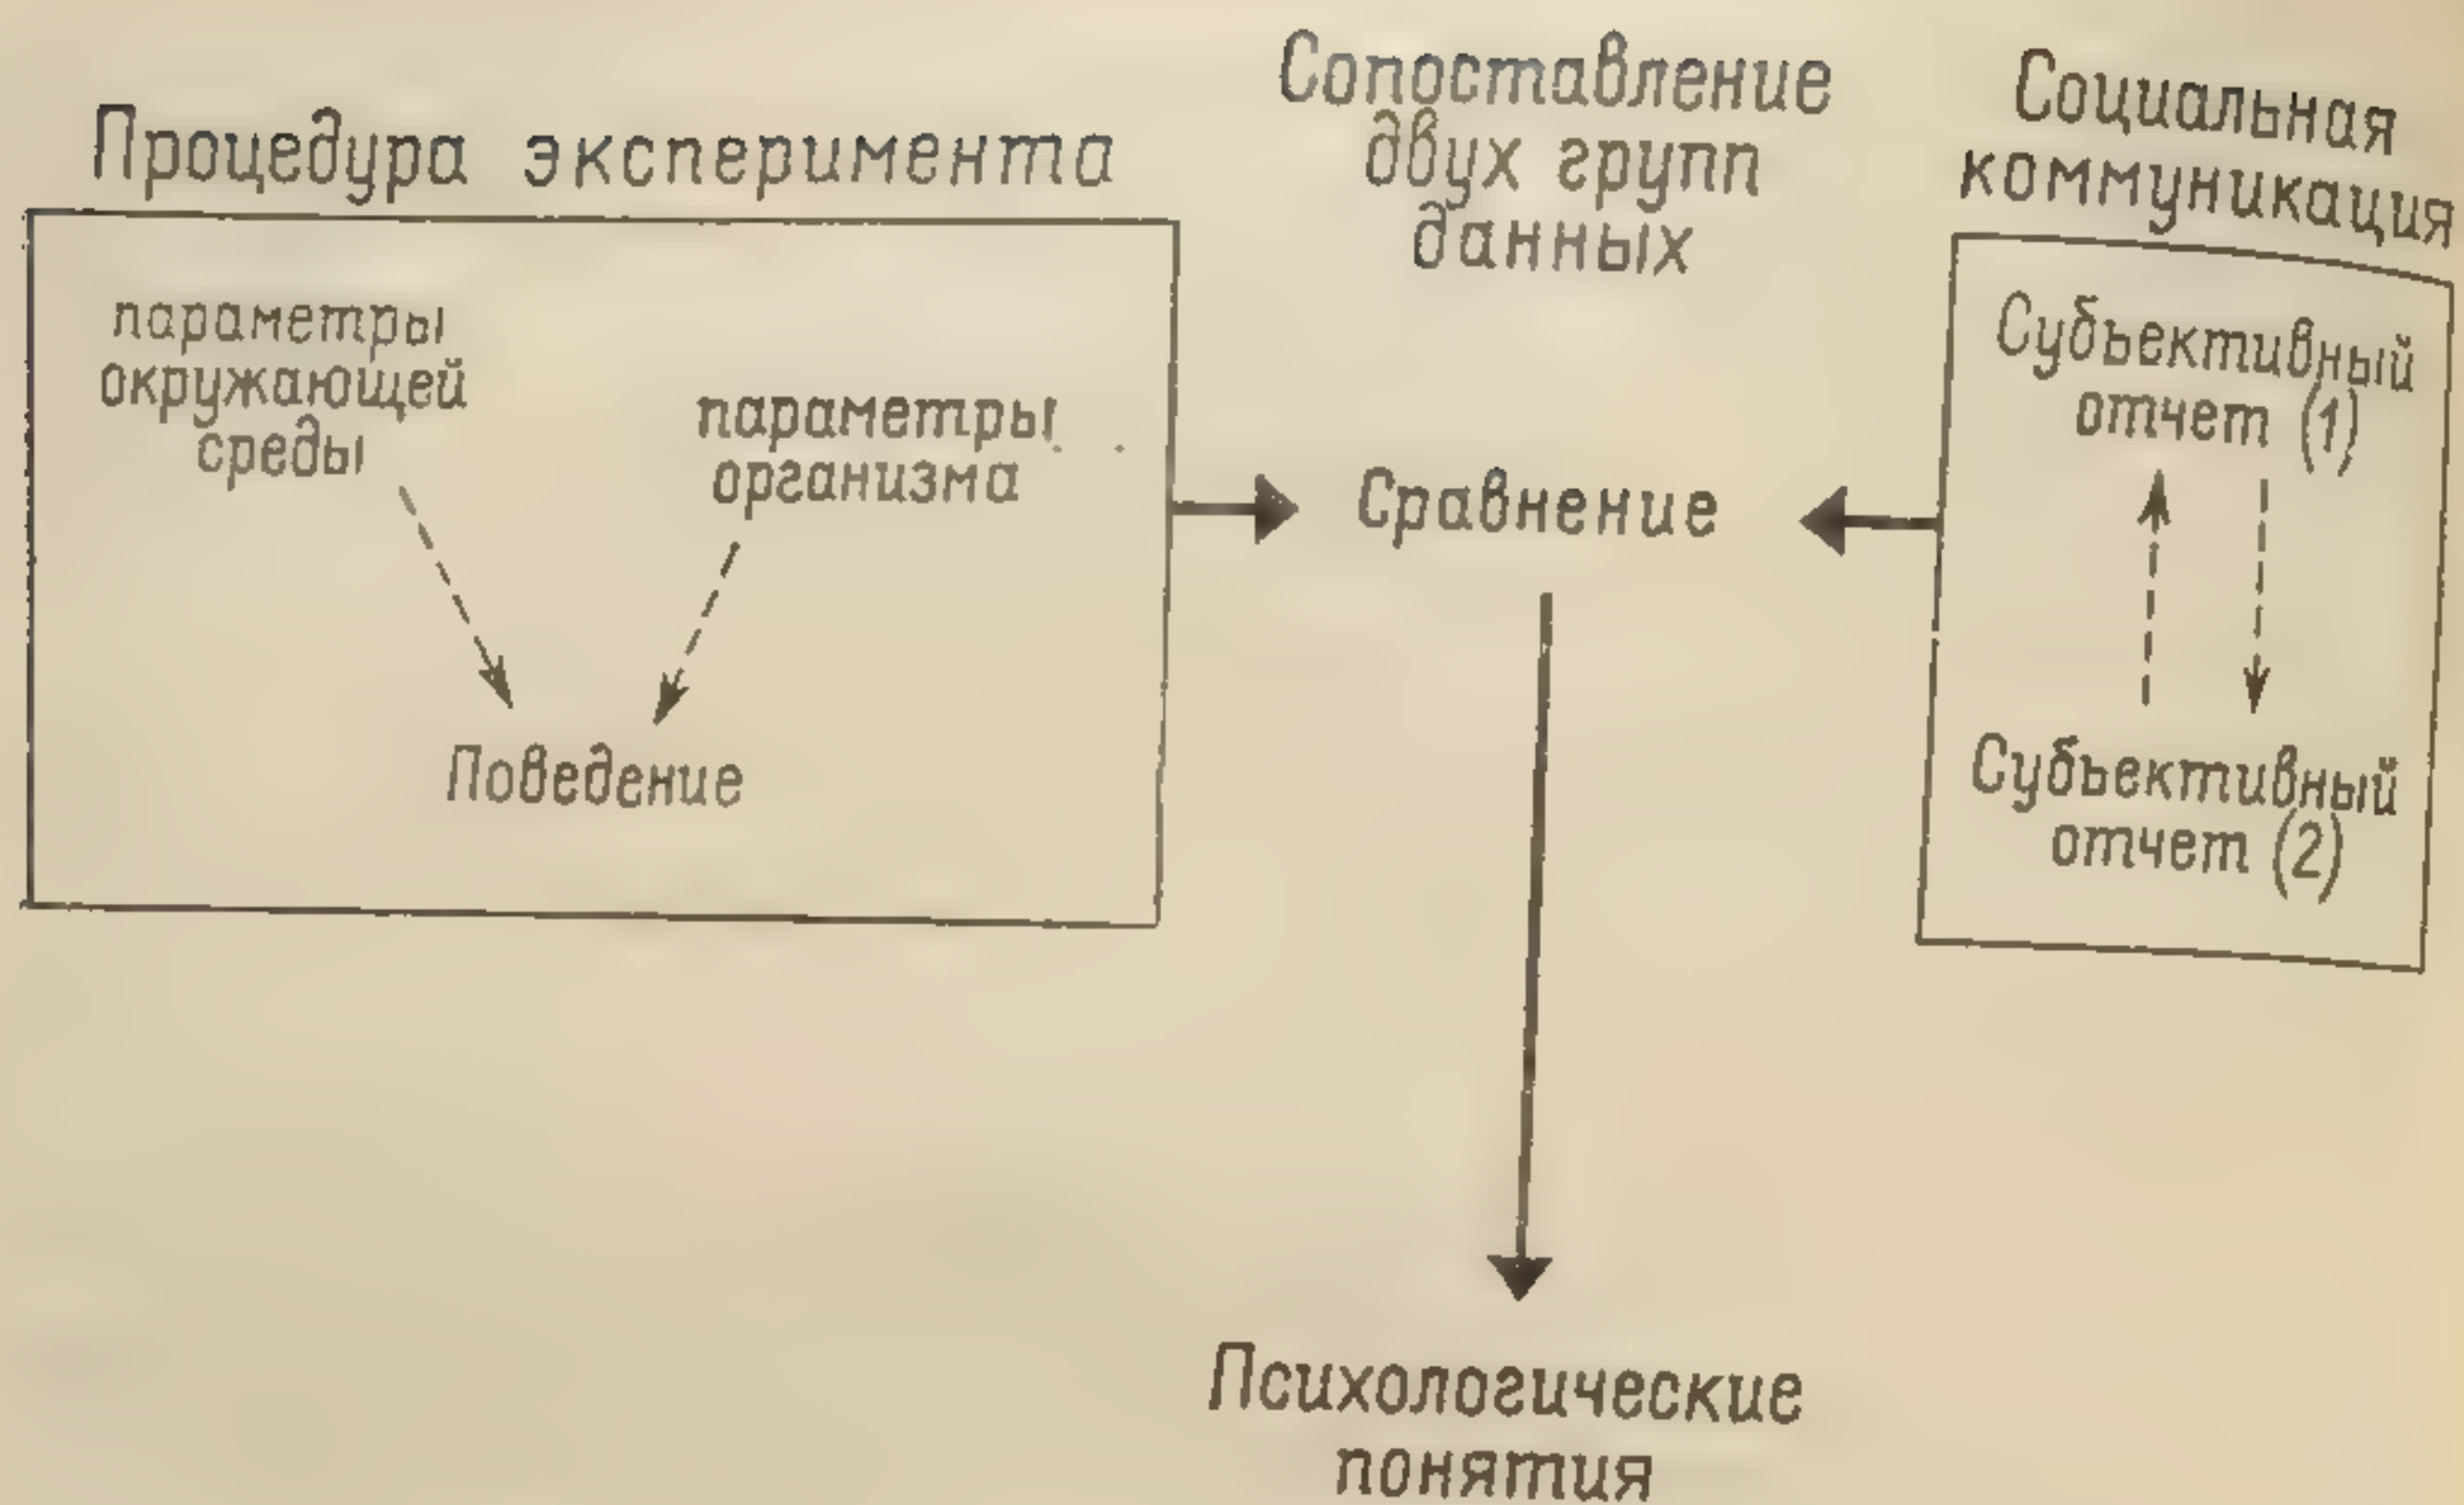 Процедура эксперимента
параметры
окружающей
среды
параметры
организма
Поведение
Сопоставление
двух групп
данных
Сравнение
Социальная
коммуникация
Субъективный
отчет (1)
Субъективный
отчет (2)
Психологические
понятия